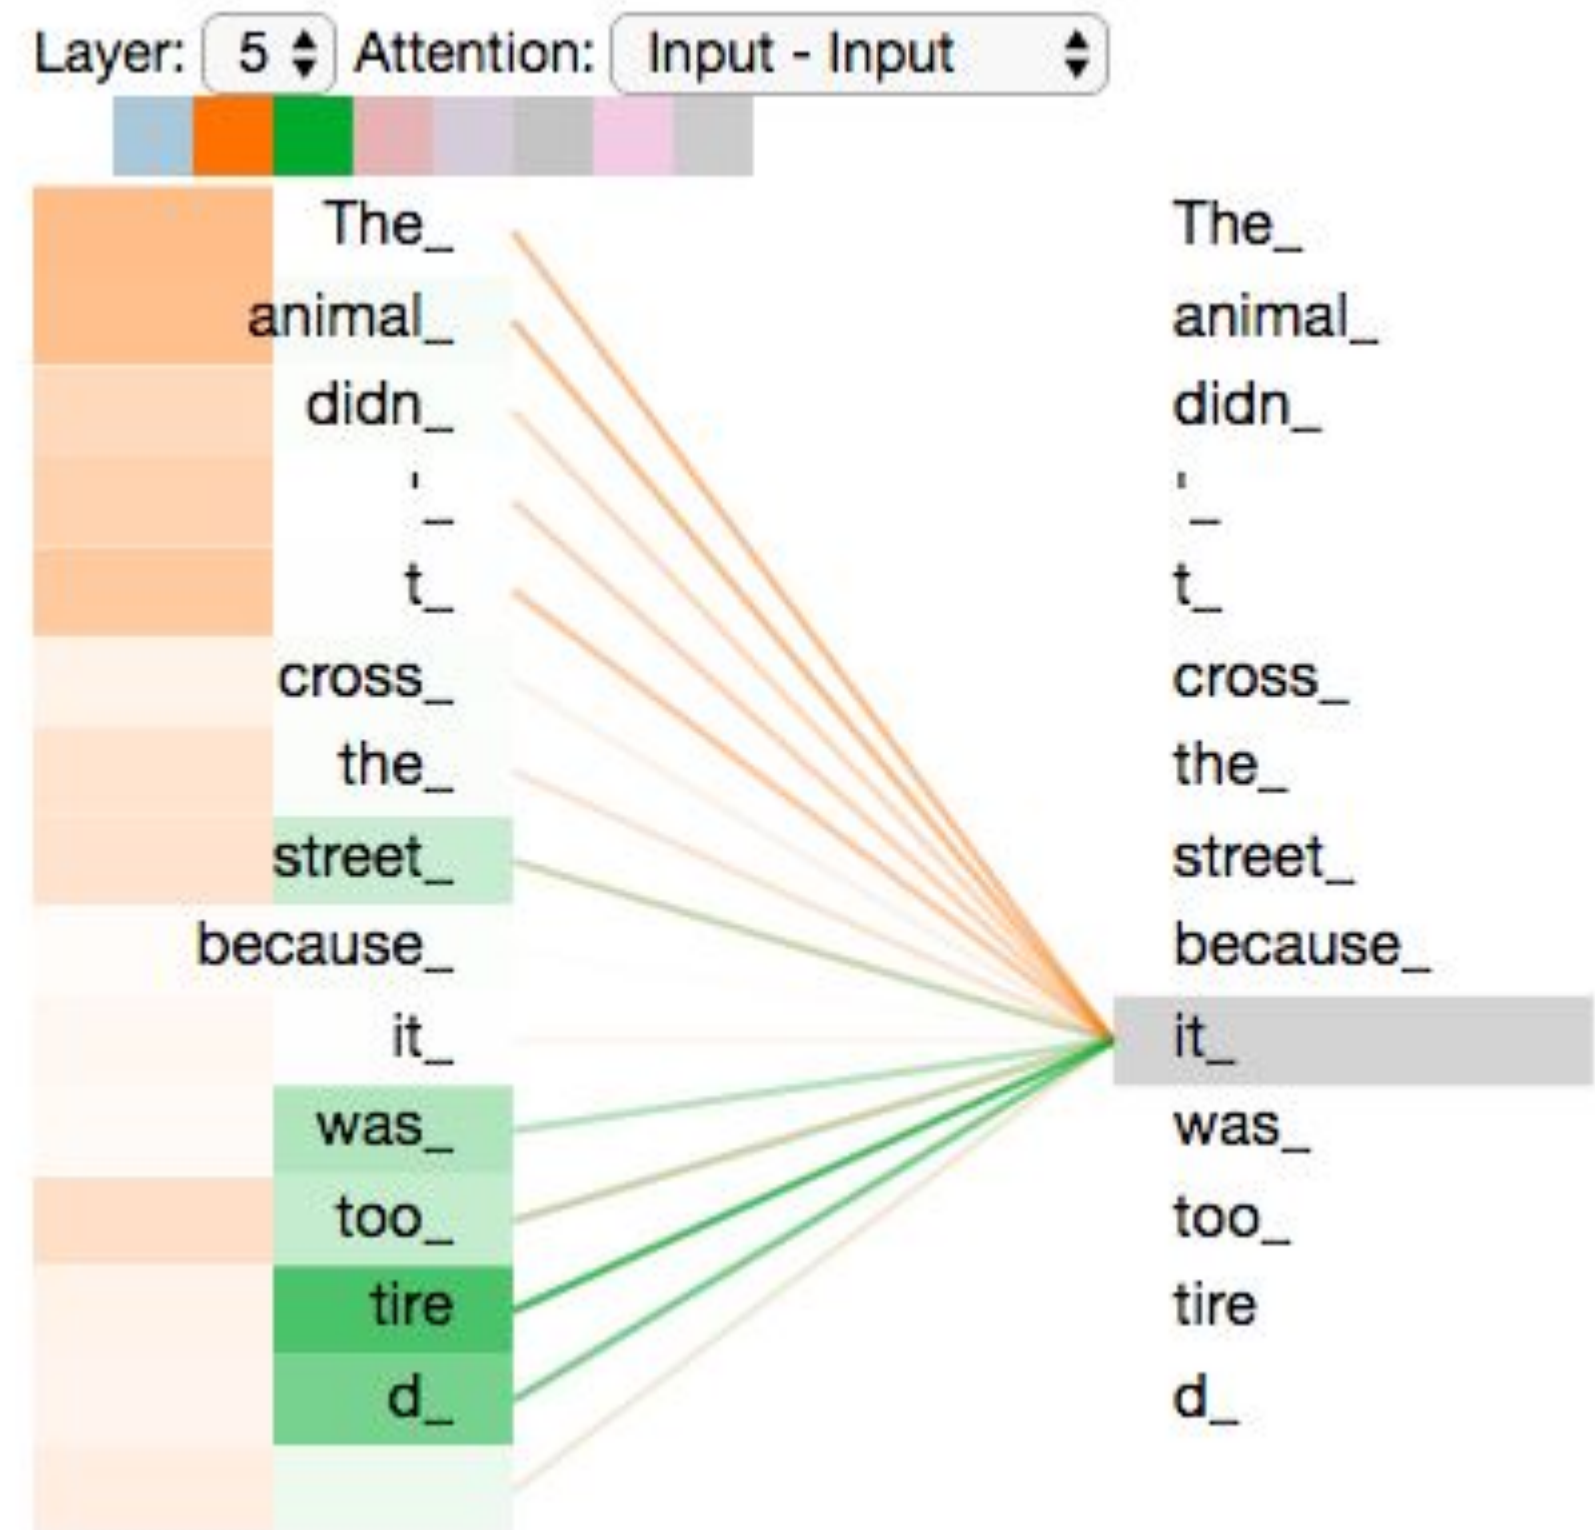 Layer: 5 Attention: Input - Input
The_ The_
animal_ animal_
didn_ didn_
'_ '_
t_ t_
cross_ cross_
the_ the_
street_ street_
because_ because_
it_ it_
was_ was_
too_ too_
tire tire
d_ d_